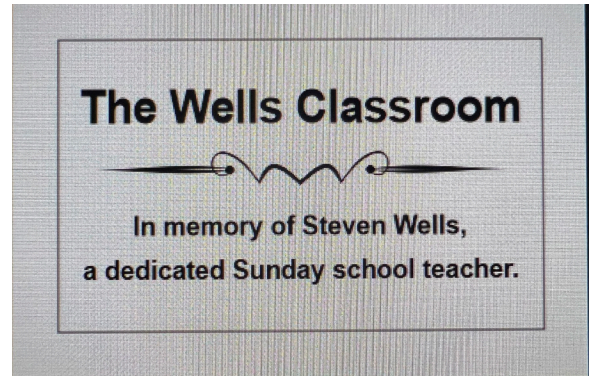 The Wells Classroom
In memory of Steven Wells,
a dedicated Sunday school teacher.